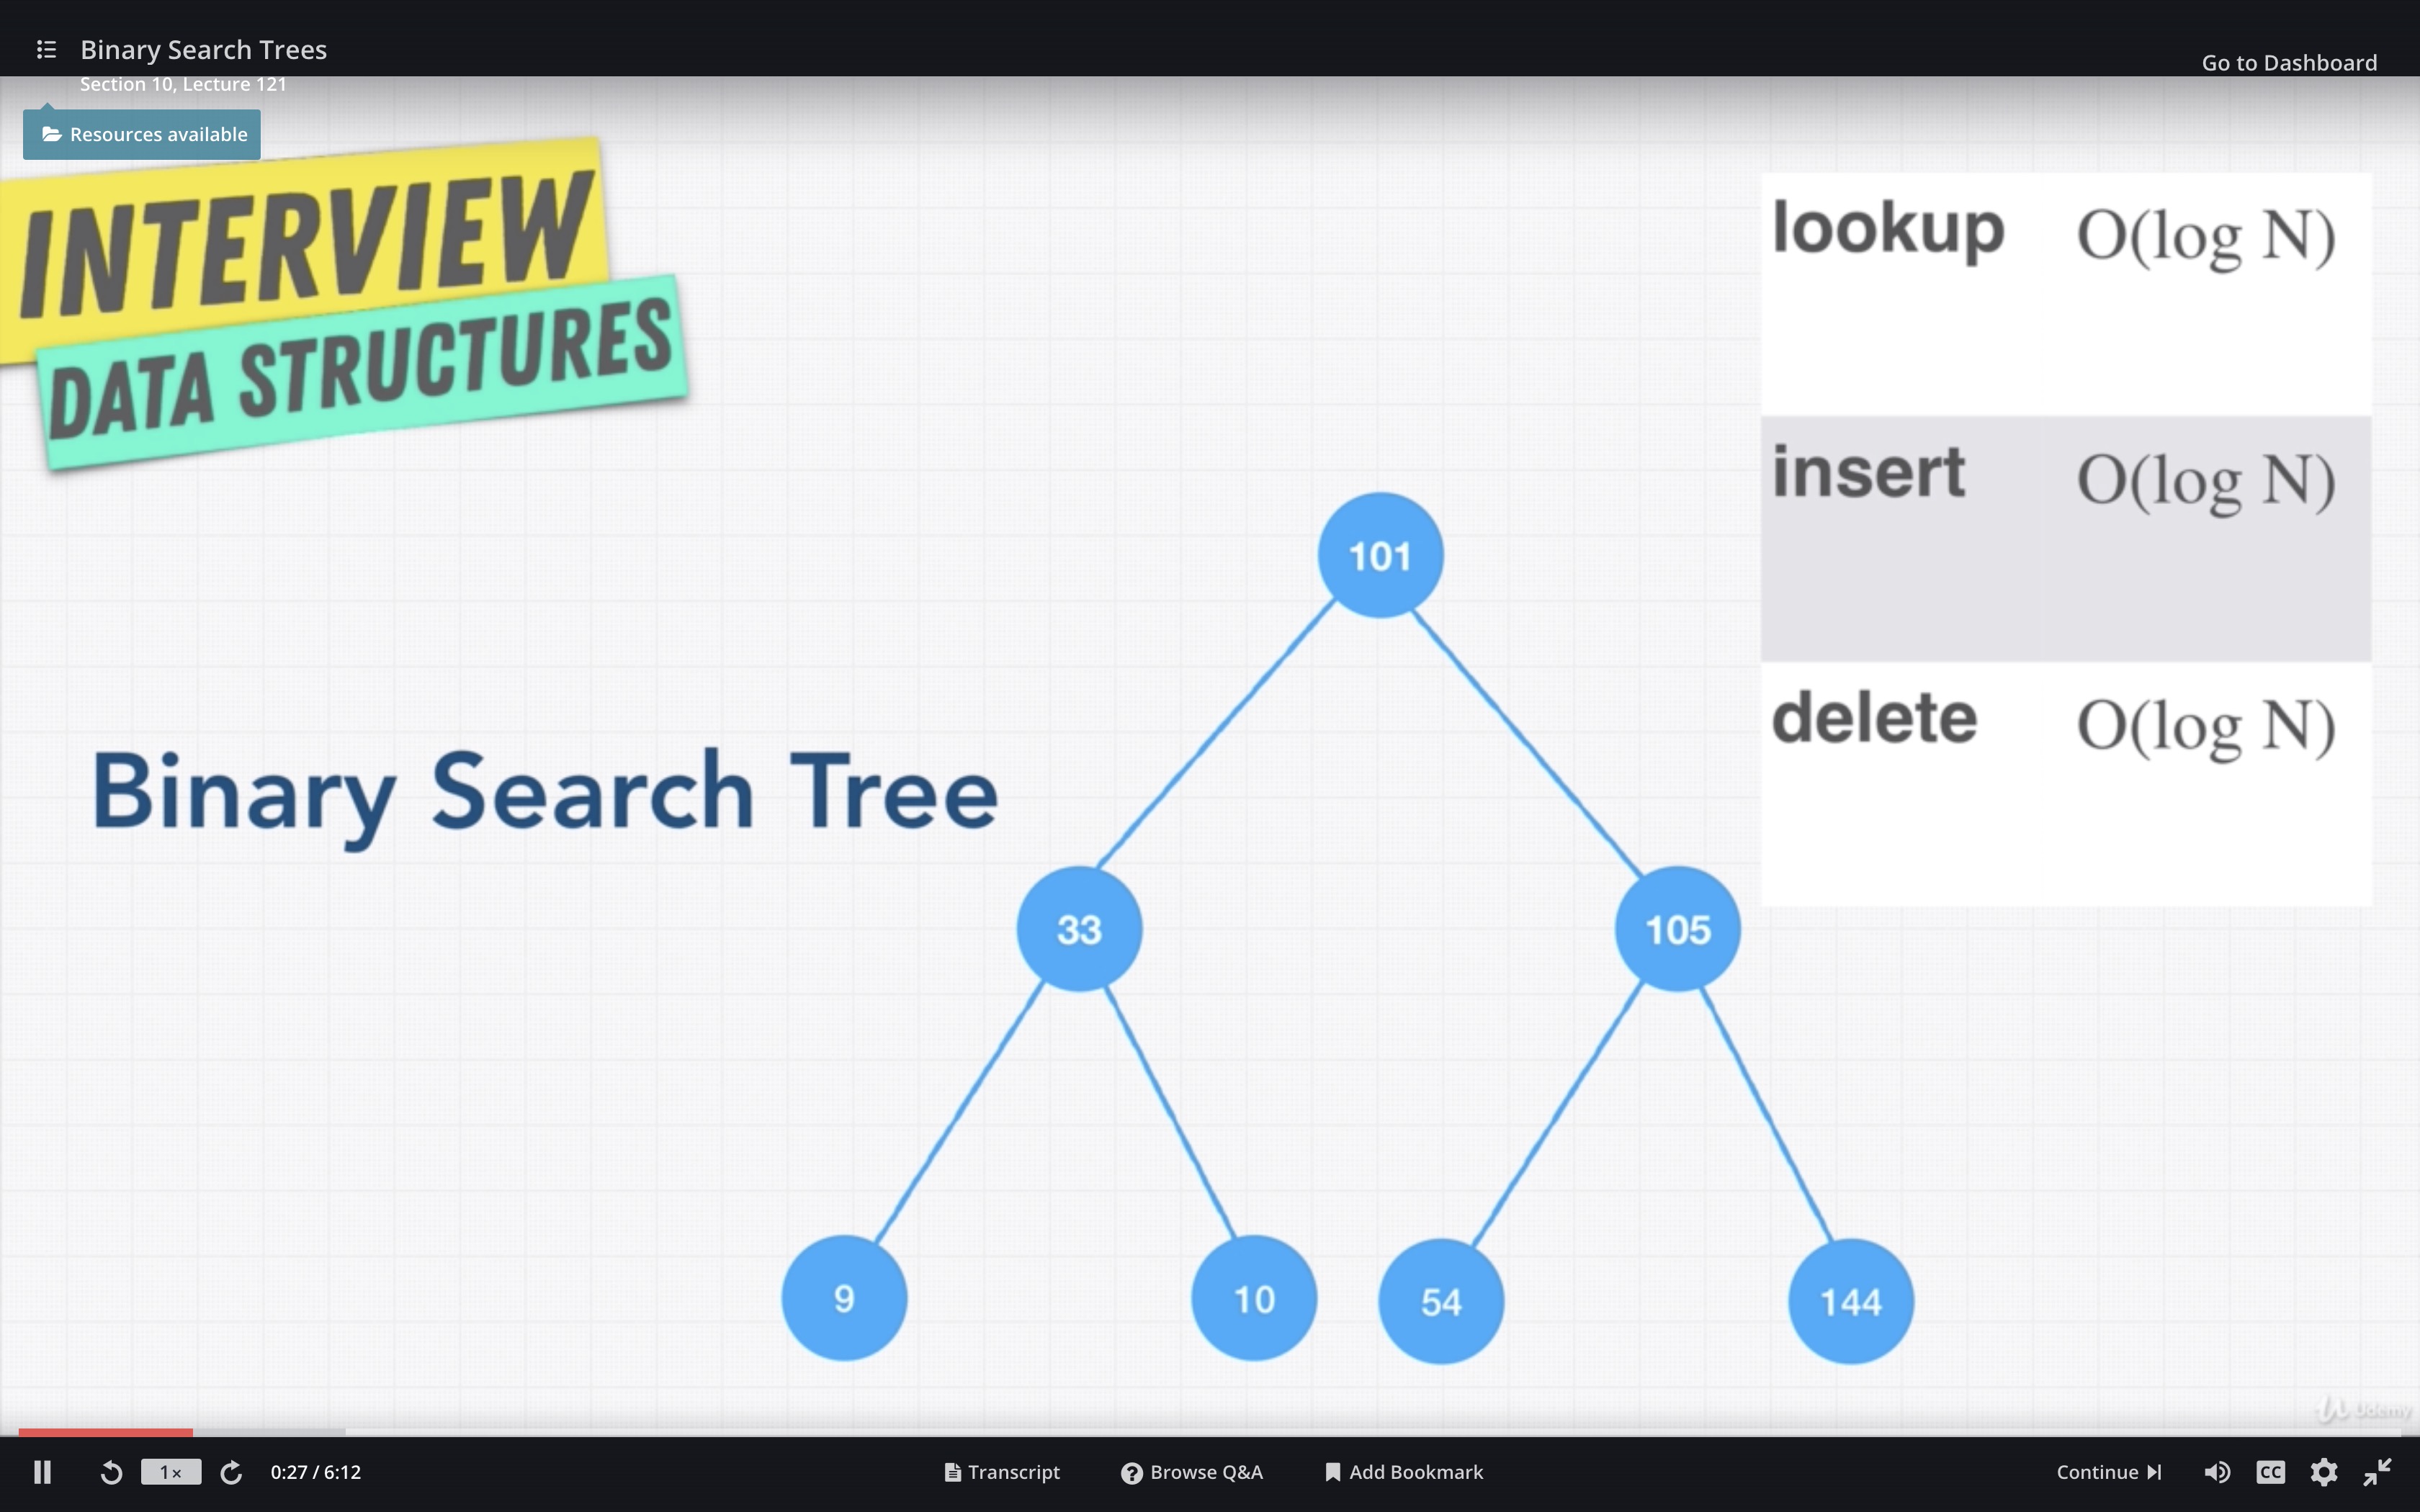 Binary Search Trees
Go to Dashboard
Section 10, Lecture 121
Resources available
INTERVIEW
DATA STRUCTURES
lookup O(log N)
insert O(log N)
delete O(log N)
Binary Search Tree
101
33 105
9 10 54 144
Udemy
1× 0:27 / 6:12 Transcript ? Browse Q&A Add Bookmark Continue CC